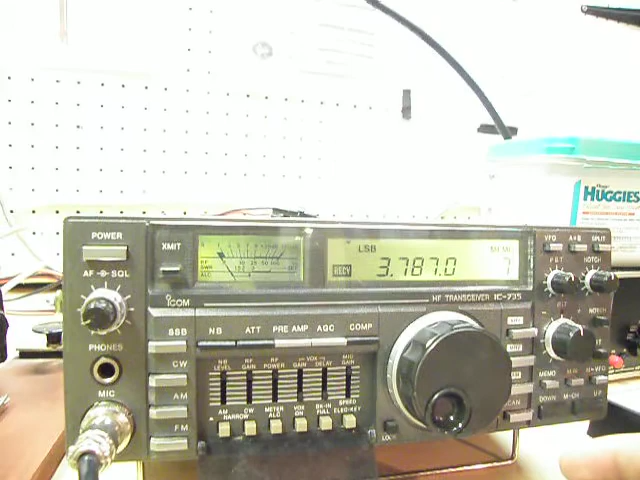 HUGGIES
POWER
XMIT
AF SQL
LSB
RECV
3.787.0 7
VFO A=B SPLIT
PBT NOTCH
ICOM
HF TRANSCEIVER IC-735
SSB
CW
AM
FM
NB ATT PRE AMP AGC COMP
PHONES
MIC
NB LEVEL RF GAIN RF POWER VOX GAIN DELAY MIC GAIN
AM NARROW CW METER ALC VOX ON BK-IN FULL SPEED ELEC-KEY
LOCK
MEMO
DOWN M-CH UP